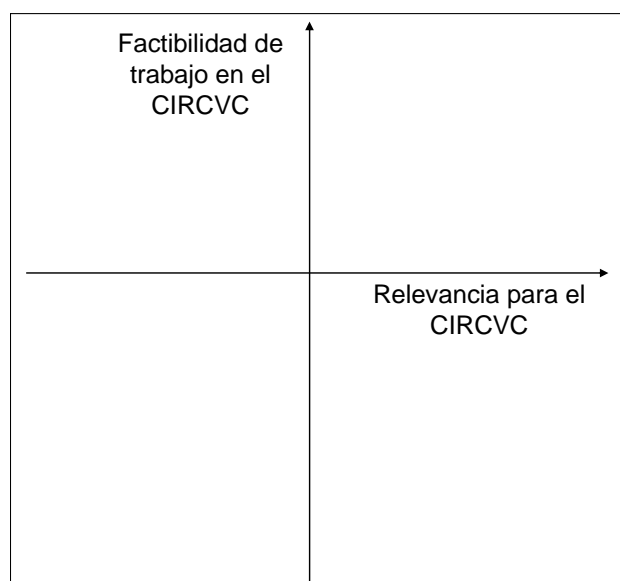 Factibilidad de
trabajo en el
CIRCVC
Relevancia para el
CIRCVC